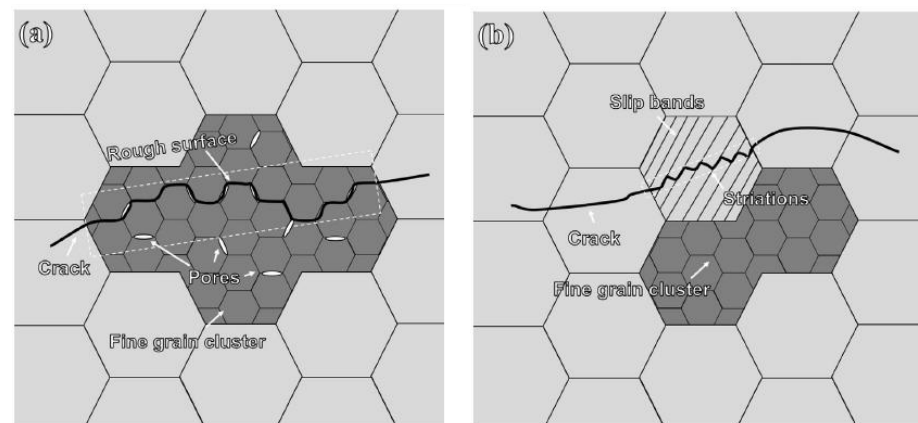 (a)
Rough surface
Crack
Pores
Fine grain cluster
(b)
Slip bands
Striations
Crack
Fine grain cluster